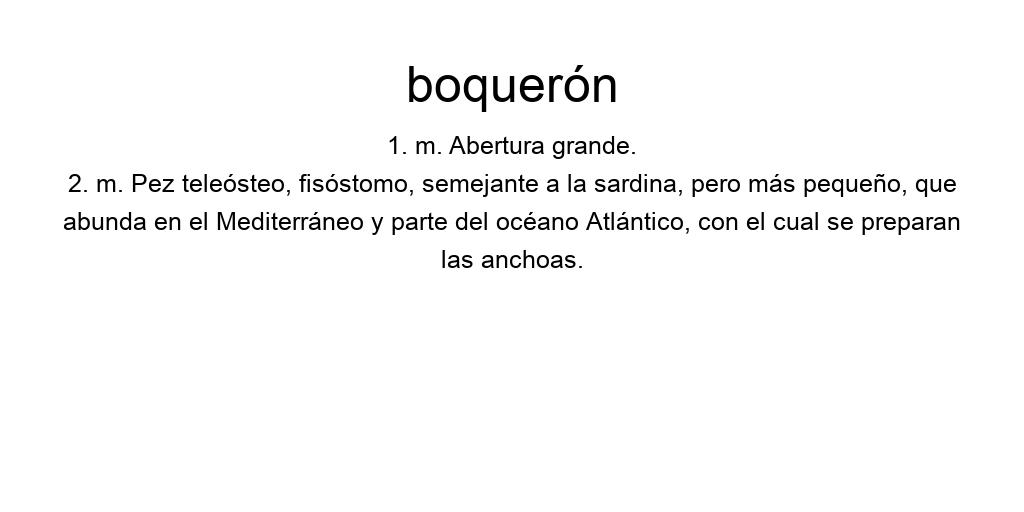 boquerón
1. m. Abertura grande.
2. m. Pez teleósteo, fisóstomo, semejante a la sardina, pero más pequeño, que
abunda en el Mediterráneo y parte del océano Atlántico, con el cual se preparan
las anchoas.